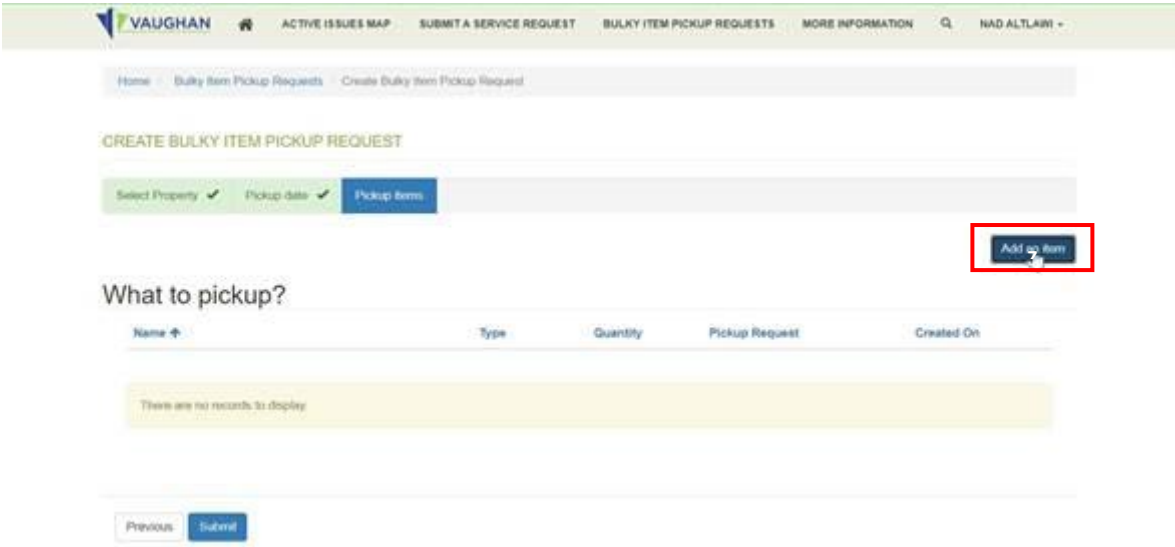 VAUGHAN ACTIVE ISSUES MAP SUBMIT A SERVICE REQUEST BULKY ITEM PICKUP REQUESTS MORE INFORMATION NAD ALTLAWI
Home Bulky Item Pickup Requests Create Bulky Item Pickup Request
CREATE BULKY ITEM PICKUP REQUEST
Select Property Pickup date Pickup items
Add an item
What to pickup?
Name Type Quantity Pickup Request Created On
There are no records to display.
Previous Submit